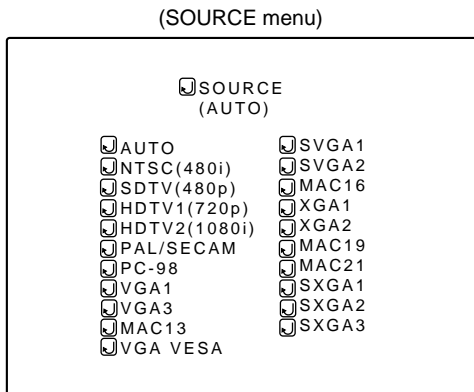 (SOURCE menu)
SOURCE
(AUTO)
AUTO
NTSC(480i)
SDTV(480p)
HDTV1(720p)
HDTV2(1080i)
PAL/SECAM
PC-98
VGA1
VGA3
MAC13
VGA VESA
SVGA1
SVGA2
MAC16
XGA1
XGA2
MAC19
MAC21
SXGA1
SXGA2
SXGA3